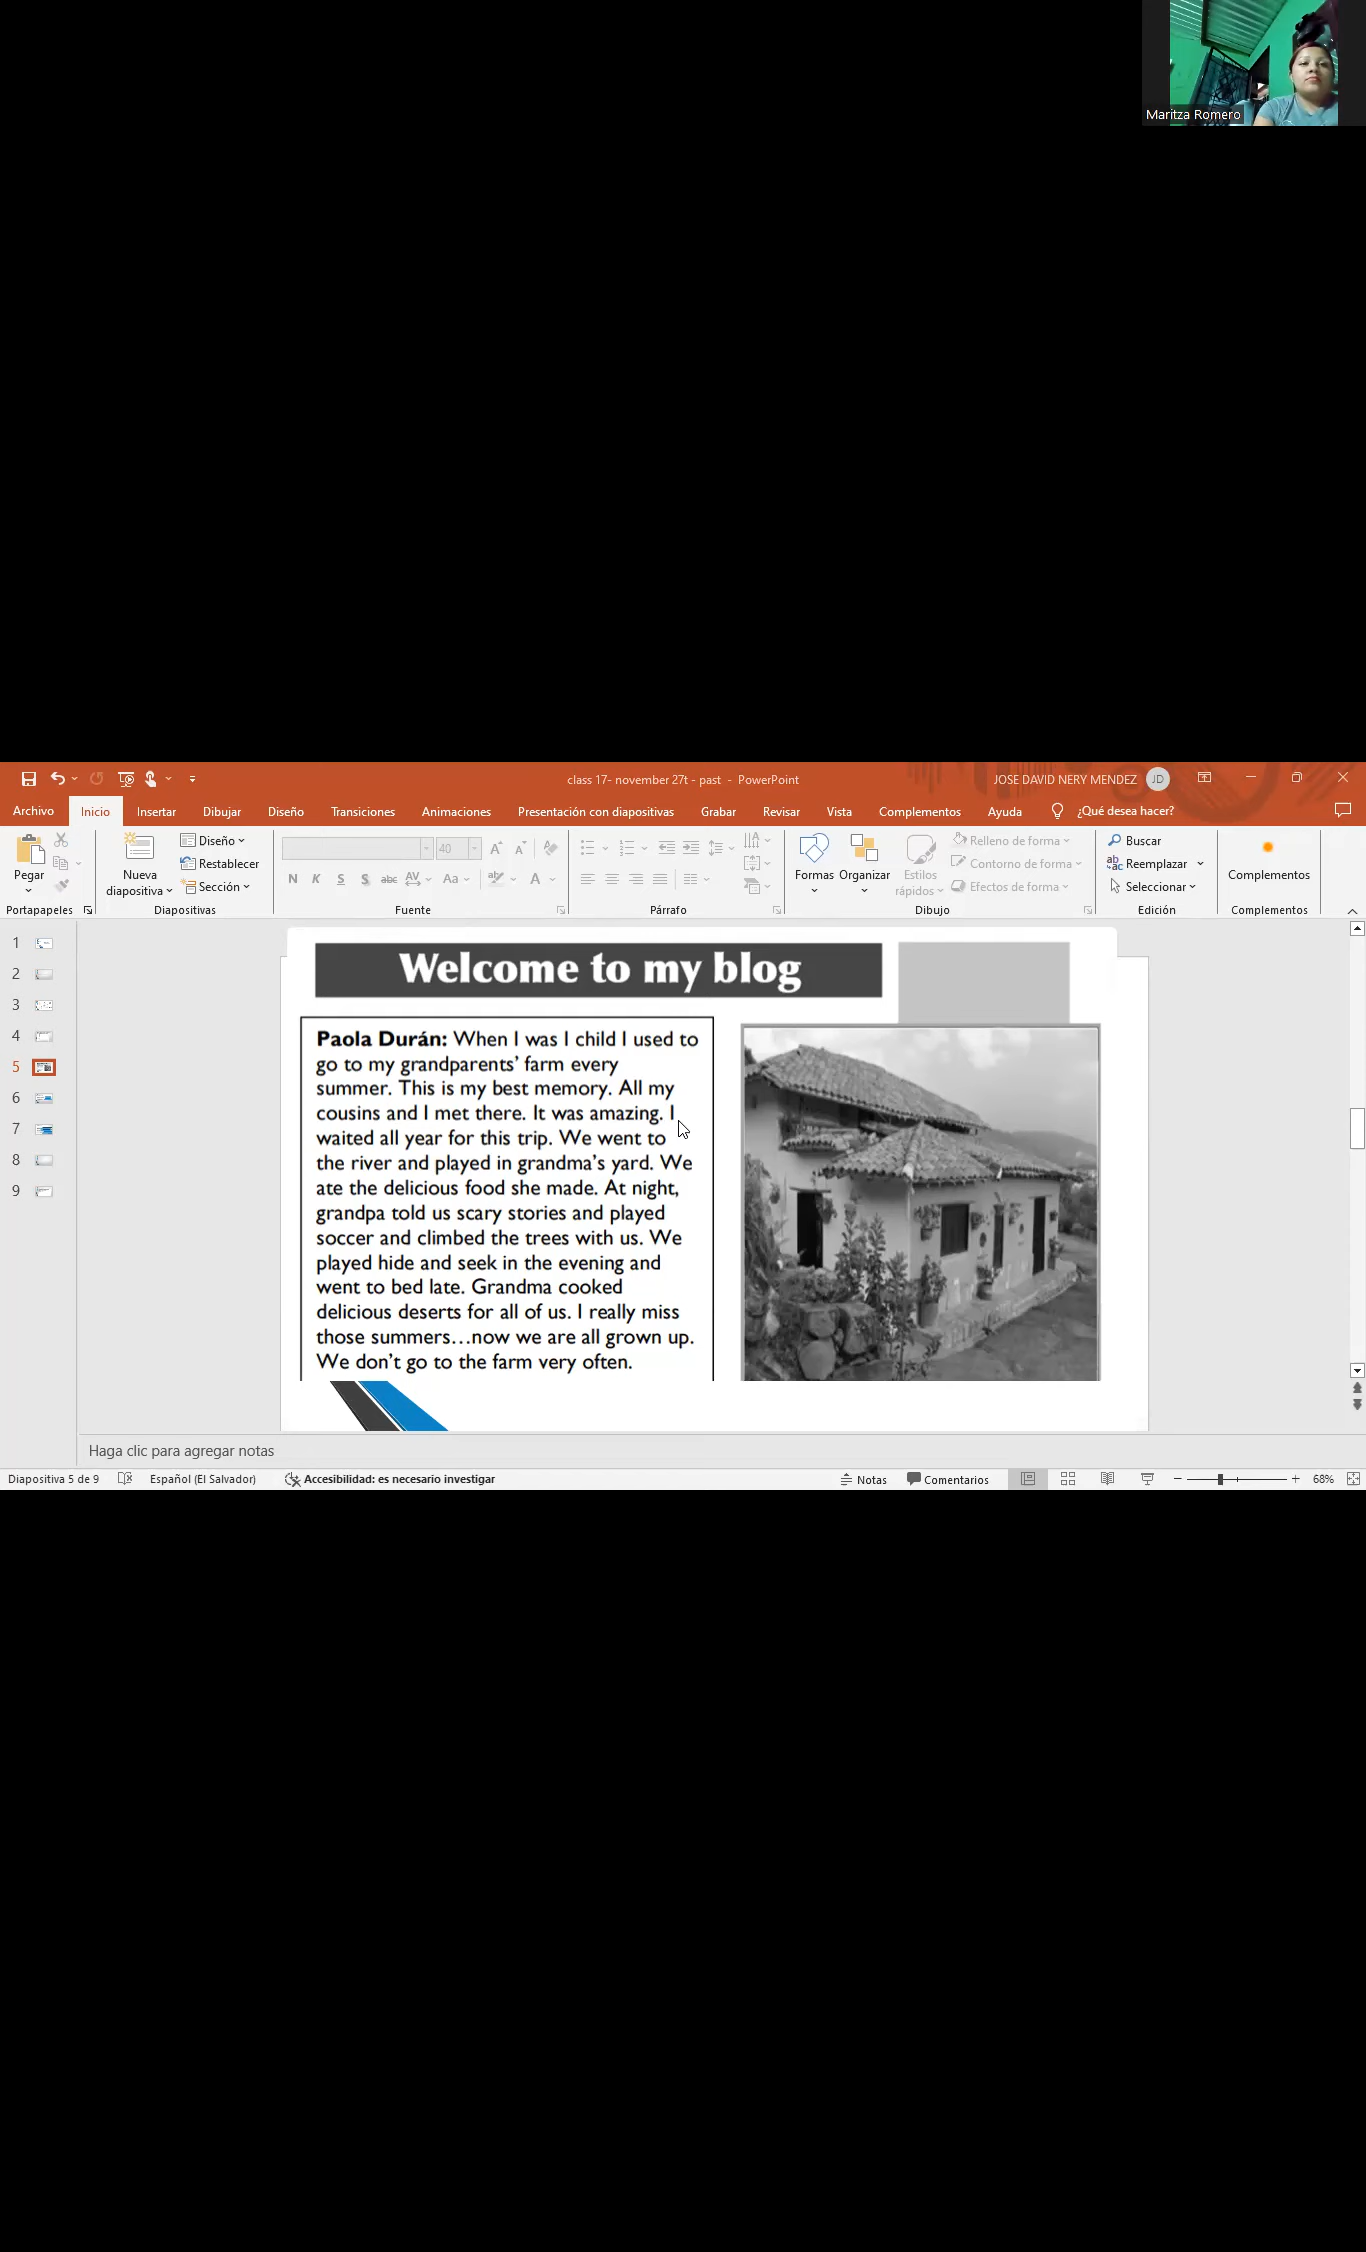 Maritza Romero
class 17- november 27t - past - PowerPoint
JOSE DAVID NERY MENDEZ JD
Archivo Inicio Insertar Dibujar Diseño Transiciones Animaciones Presentación con diapositivas Grabar Revisar Vista Complementos Ayuda ¿Qué desea hacer?
Pegar
Nueva
diapositiva
Diseño
Restablecer
Sección
40
N K S S abc AV Aa A
Formas Organizar Estilos
rápidos
Relleno de forma
Contorno de forma
Efectos de forma
Buscar
Reemplazar
Seleccionar
Complementos
Portapapeles Diapositivas Fuente Párrafo Dibujo Edición Complementos
1
2
3
4
5
6
7
8
9
Welcome to my blog
Paola Durán: When I was I child I used to
go to my grandparents’ farm every
summer. This is my best memory. All my
cousins and I met there. It was amazing. I
waited all year for this trip. We went to
the river and played in grandma’s yard. We
ate the delicious food she made. At night,
grandpa told us scary stories and played
soccer and climbed the trees with us. We
played hide and seek in the evening and
went to bed late. Grandma cooked
delicious deserts for all of us. I really miss
those summers…now we are all grown up.
We don’t go to the farm very often.
Haga clic para agregar notas
Diapositiva 5 de 9 Español (El Salvador) Accesibilidad: es necesario investigar Notas Comentarios 68%